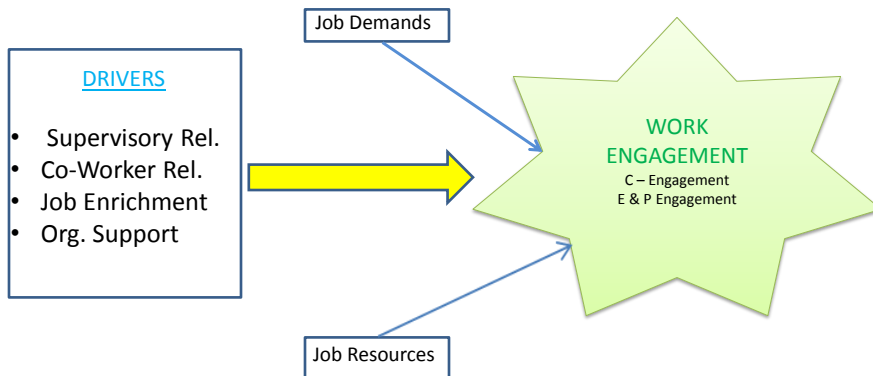 Job Demands
DRIVERS
• Supervisory Rel.
• Co-Worker Rel.
• Job Enrichment
• Org. Support
WORK
ENGAGEMENT
C – Engagement
E & P Engagement
Job Resources